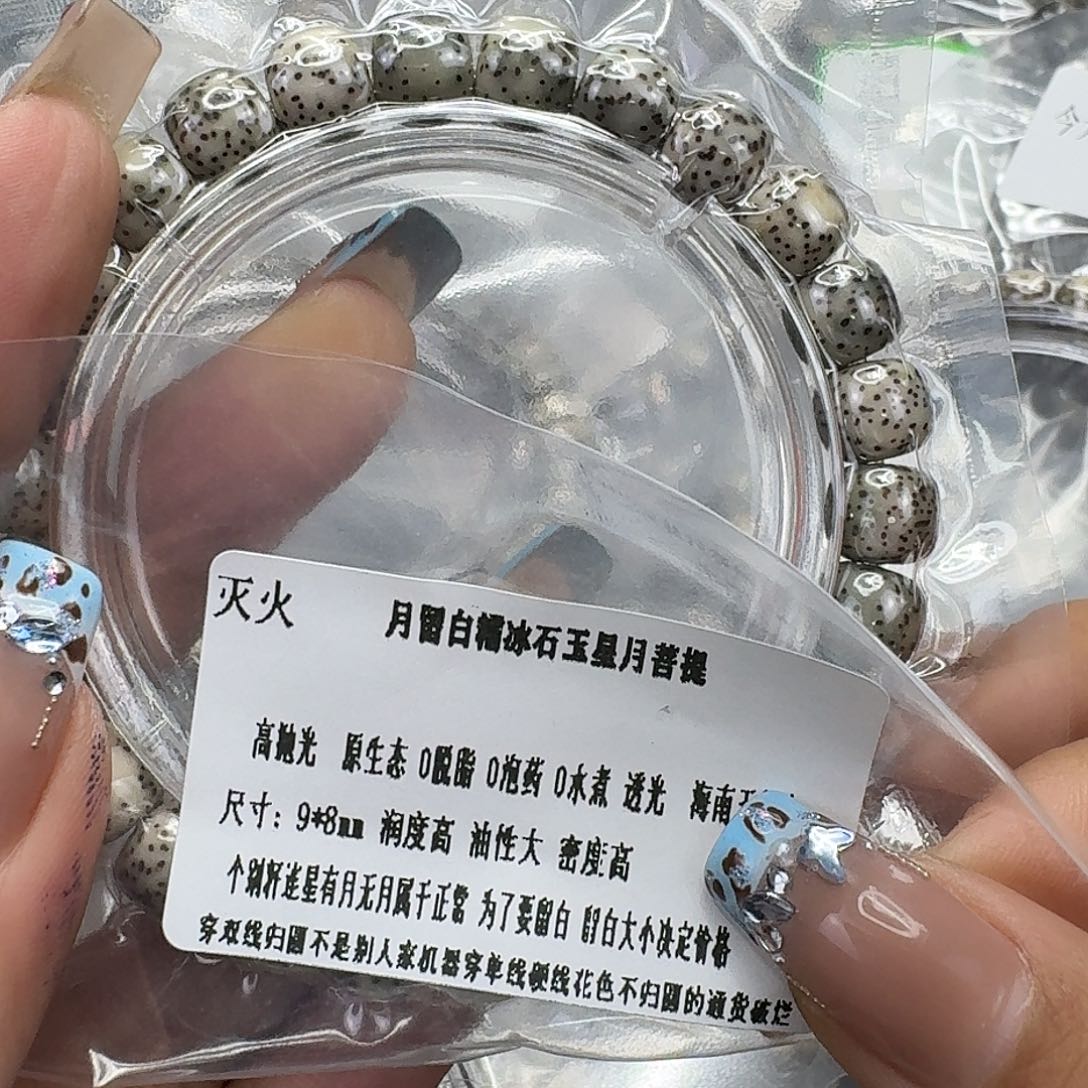 灭火
月留白糯冰石玉星月菩提
高抛光 原生态 0脱脂 0泡药 0水煮 透光 海南
尺寸: 9*8mm 润度高 油性大 密度高
个别歼连星有月无月属于正常 为了要留白 留白大小决定价格
穿双线归圆不是别人家机器穿单线硬线花色不归圆的通货破烂
今